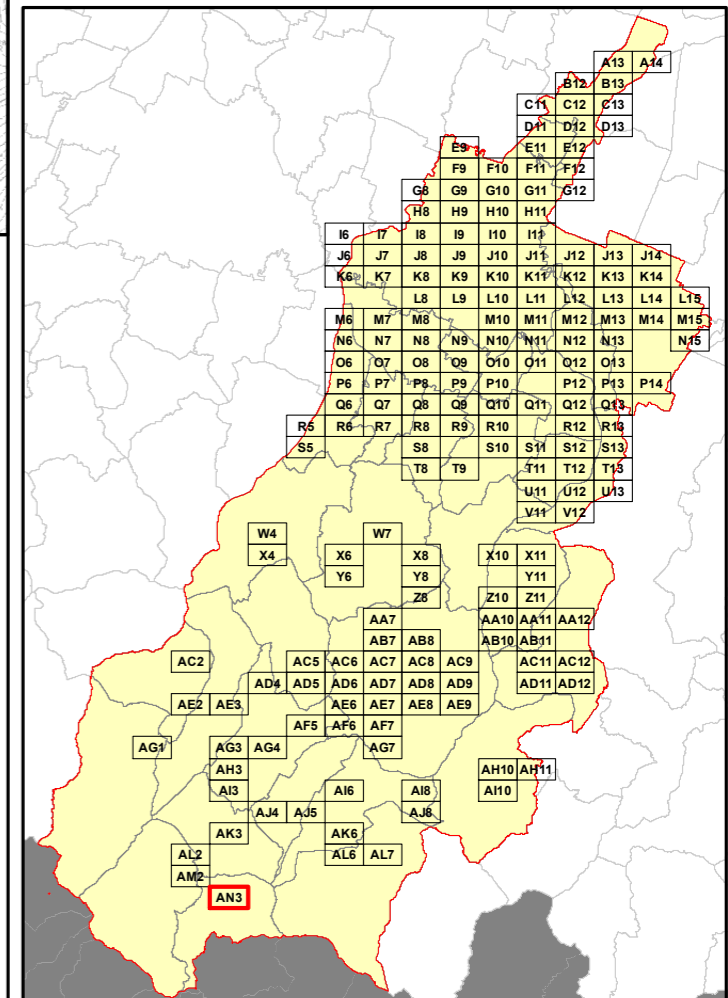 A13 A14
B12 B13
C11 C12 C13
D11 D12 D13
E9 E11 E12
F9 F10 F11 F12
G8 G9 G10 G11 G12
H8 H9 H10 H11
I6 I7 I8 I9 I10 I11
J6 J7 J8 J9 J10 J11 J12 J13 J14
K6 K7 K8 K9 K10 K11 K12 K13 K14
L8 L9 L10 L11 L12 L13 L14 L15
M6 M7 M8 M10 M11 M12 M13 M14 M15
N6 N7 N8 N9 N10 N11 N12 N13 N15
O6 O7 O8 O9 O10 O11 O12 O13
P6 P7 P8 P9 P10 P12 P13 P14
Q6 Q7 Q8 Q9 Q10 Q11 Q12 Q13
R5 R6 R7 R8 R9 R10 R12 R13
S5 S8 S10 S11 S12 S13
T8 T9 T11 T12 T13
U11 U12 U13
V11 V12
W4 W7
X4 X6 X8 X10 X11
Y6 Y8 Y11
Z8 Z10 Z11
AA7 AA10 AA11 AA12
AB7 AB8 AB10 AB11
AC2 AC5 AC6 AC7 AC8 AC9 AC11 AC12
AD4 AD5 AD6 AD7 AD8 AD9 AD11 AD12
AE2 AE3 AE6 AE7 AE8 AE9
AF5 AF6 AF7
AG1 AG3 AG4 AG7
AH3 AH10 AH11
AI3 AI6 AI8 AI10
AJ4 AJ5 AJ8
AK3 AK6
AL2 AL6 AL7
AM2
AN3